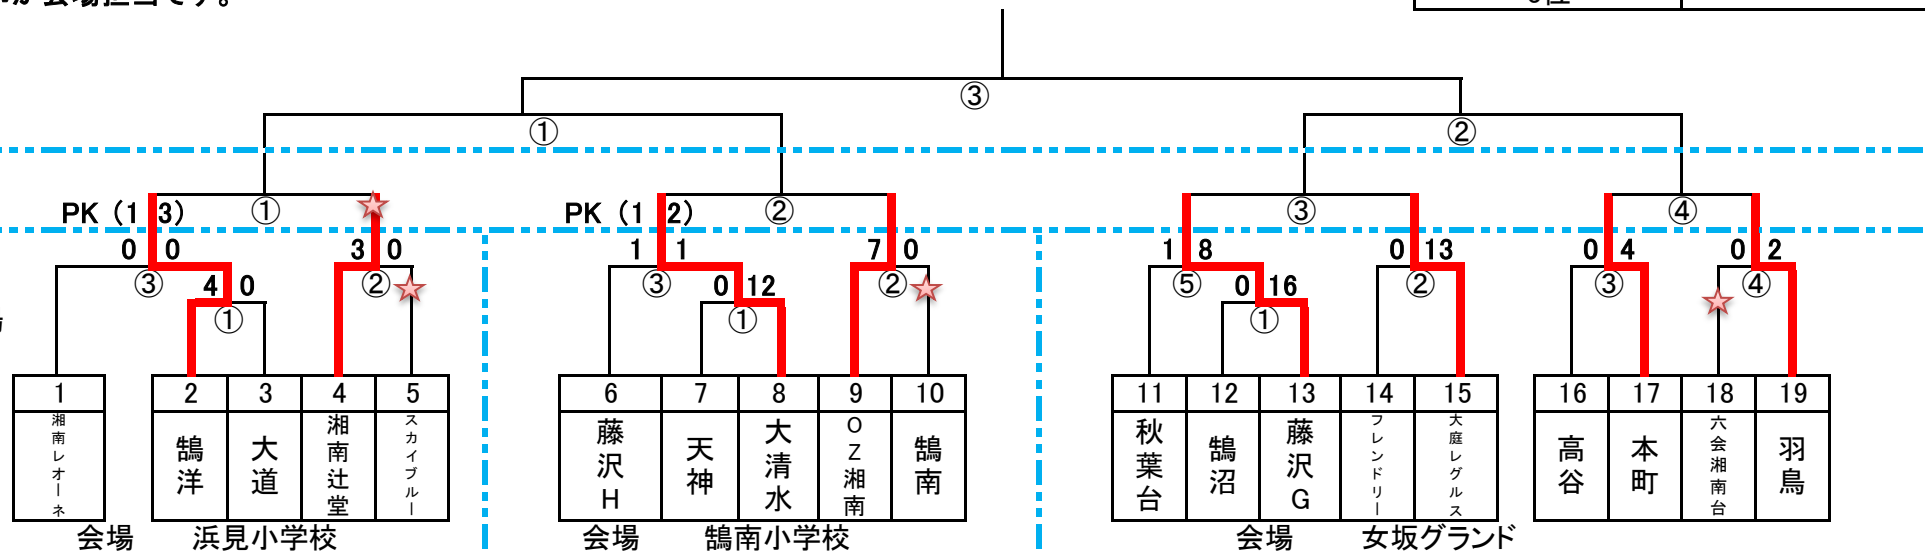 が会場担当です。
③
① ②
PK（1 3） ① PK（1 2） ② ③ ④
0 0 3 0 1 1 7 0 1 8 0 13 0 4 0 2
③ 4 0 ② ③ 0 12 ② ⑤ 0 16 ② ③ ④
① ① ①
1 2 3 4 5 6 7 8 9 10 11 12 13 14 15 16 17 18 19
湘南レオーネ
鵠洋
大道
湘南辻堂
スカイブルー
藤沢H
天神
大清水
OZ湘南
鵠南
秋葉台
鵠沼
藤沢G
フレンドリー
大庭レグルス
高谷
本町
六会湘南台
羽鳥
会場 浜見小学校 会場 鵠南小学校 会場 女坂グランド